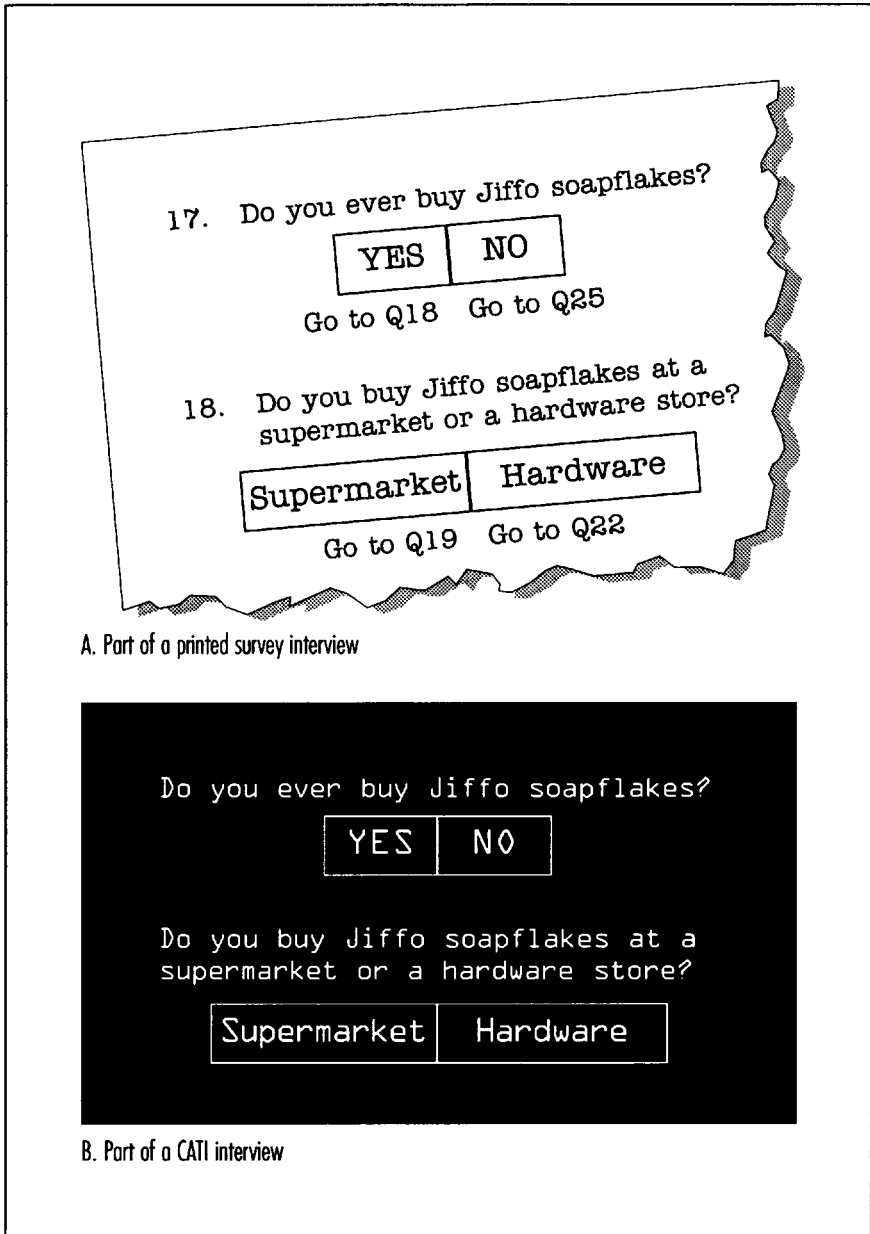 17. Do you ever buy Jiffo soapflakes?
YES NO
Go to Q18 Go to Q25
18. Do you buy Jiffo soapflakes at a
supermarket or a hardware store?
Supermarket Hardware
Go to Q19 Go to Q22
A. Part of a printed survey interview
Do you ever buy Jiffo soapflakes?
YES NO
Do you buy Jiffo soapflakes at a
supermarket or a hardware store?
Supermarket Hardware
B. Part of a CATI interview